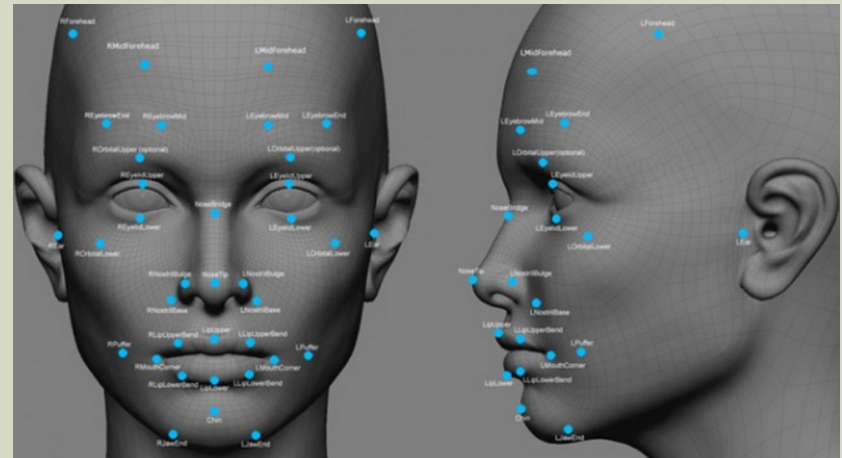 RForehead
LForehead
RMidForehead
LMidForehead
REyebrowEnd
REyebrowMid
LEyebrowMid
LEyebrowEnd
ROrbitalUpper (optional)
LOrbitalUpper(optional)
REyelidUpper
LEyelidUpper
NoseBridge
REyelidLower
LEyelidLower
REar
ROrbitalLower
LOrbitalLower
LEar
RNostrilBulge
NoseTip
LNostrilBulge
RNostrilBase
LNostrilBase
RLipUpperBend
LipUpper
LLipUpperBend
RPuffer
LPuffer
RMouthCorner
LMouthCorner
RLipLowerBend
LipLower
LLipLowerBend
Chin
RJawEnd
LJawEnd
LForehead
LMidForehead
LEyebrowMid
LEyebrowEnd
LOrbitalUpper(optional)
LEyelidUpper
NoseBridge
LEyelidLower
LOrbitalLower
LEar
NoseTip
LNostrilBulge
LNostrilBase
LipUpper
LLipUpperBend
LPuffer
LMouthCorner
LipLower
LLipLowerBend
Chin
LJawEnd